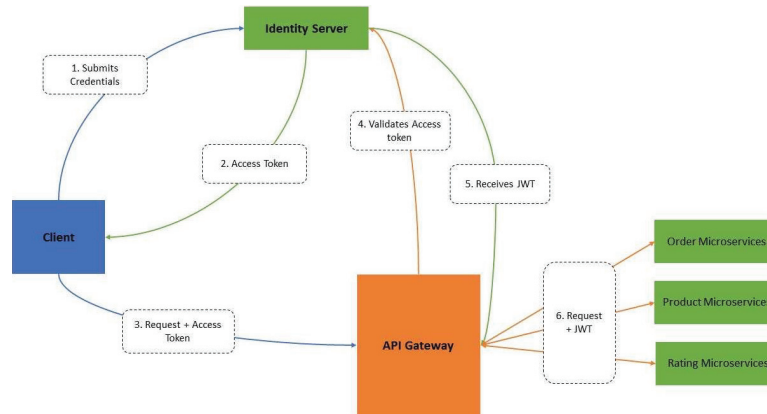 Identity Server
1. Submits
Credentials
4. Validates Access
token
2. Access Token
5. Receives JWT
Client
Order Microservices
Product Microservices
6. Request
+ JWT
3. Request + Access
Token
API Gateway
Rating Microservices